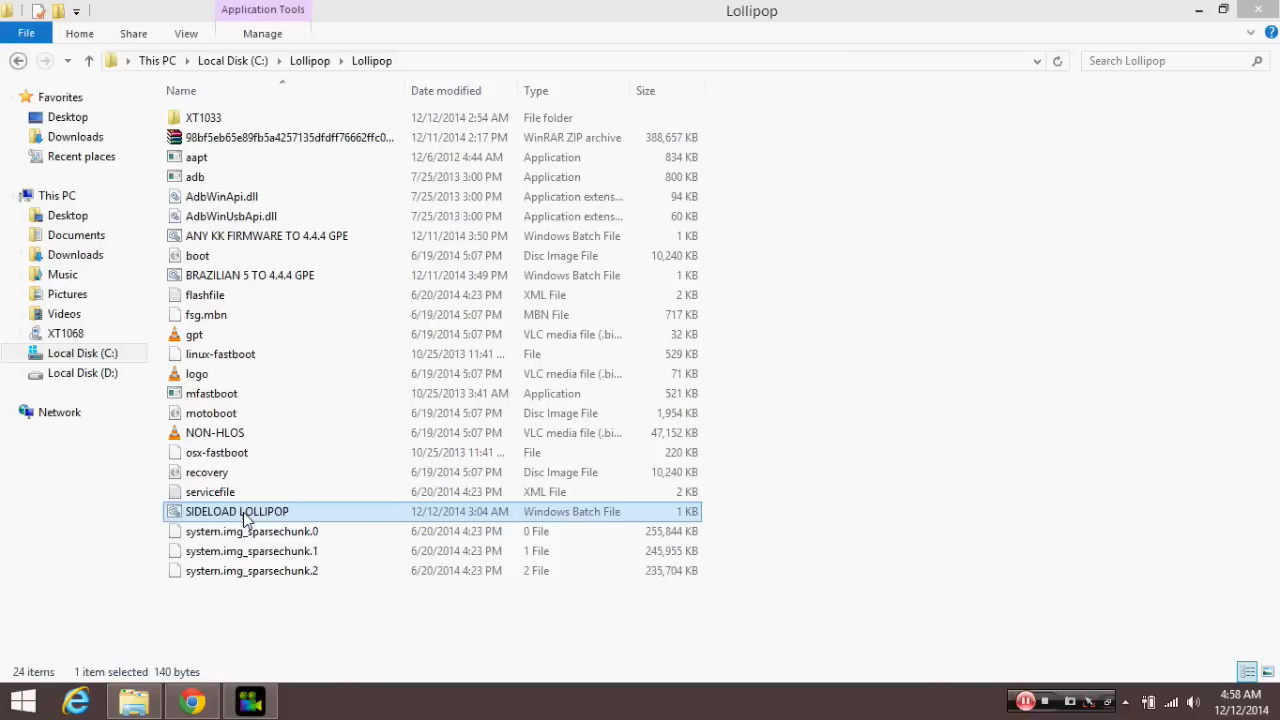 Application Tools
Lollipop
File Home Share View Manage
This PC Local Disk (C:) Lollipop Lollipop
Search Lollipop
Name Date modified Type Size
Favorites
Desktop
Downloads
Recent places
This PC
Desktop
Documents
Downloads
Music
Pictures
Videos
XT1068
Local Disk (C:)
Local Disk (D:)
Network
XT1033 12/12/2014 2:54 AM File folder
98bf5eb65e89fb5a4257135dfdff76662ffc0... 12/11/2014 2:17 PM WinRAR ZIP archive 388,657 KB
aapt 12/6/2012 4:44 AM Application 834 KB
adb 7/25/2013 3:00 PM Application 800 KB
AdbWinApi.dll 7/25/2013 3:00 PM Application extens... 94 KB
AdbWinUsbApi.dll 7/25/2013 3:00 PM Application extens... 60 KB
ANY KK FIRMWARE TO 4.4.4 GPE 12/11/2014 3:50 PM Windows Batch File 1 KB
boot 6/19/2014 5:07 PM Disc Image File 10,240 KB
BRAZILIAN 5 TO 4.4.4 GPE 12/11/2014 3:49 PM Windows Batch File 1 KB
flashfile 6/20/2014 4:23 PM XML File 2 KB
fsg.mbn 6/19/2014 5:07 PM MBN File 717 KB
gpt 6/19/2014 5:07 PM VLC media file (.bi... 32 KB
linux-fastboot 10/25/2013 11:41 ... File 529 KB
logo 6/19/2014 5:07 PM VLC media file (.bi... 71 KB
mfastboot 10/25/2013 3:41 AM Application 521 KB
motoboot 6/19/2014 5:07 PM Disc Image File 1,954 KB
NON-HLOS 6/19/2014 5:07 PM VLC media file (.bi... 47,152 KB
osx-fastboot 10/25/2013 11:41 ... File 220 KB
recovery 6/19/2014 5:07 PM Disc Image File 10,240 KB
servicefile 6/20/2014 4:23 PM XML File 2 KB
SIDELOAD LOLLIPOP 12/12/2014 3:04 AM Windows Batch File 1 KB
system.img_sparsechunk.0 6/20/2014 4:23 PM 0 File 255,844 KB
system.img_sparsechunk.1 6/20/2014 4:23 PM 1 File 245,955 KB
system.img_sparsechunk.2 6/20/2014 4:23 PM 2 File 235,704 KB
24 items 1 item selected 140 bytes
4:58 AM
12/12/2014